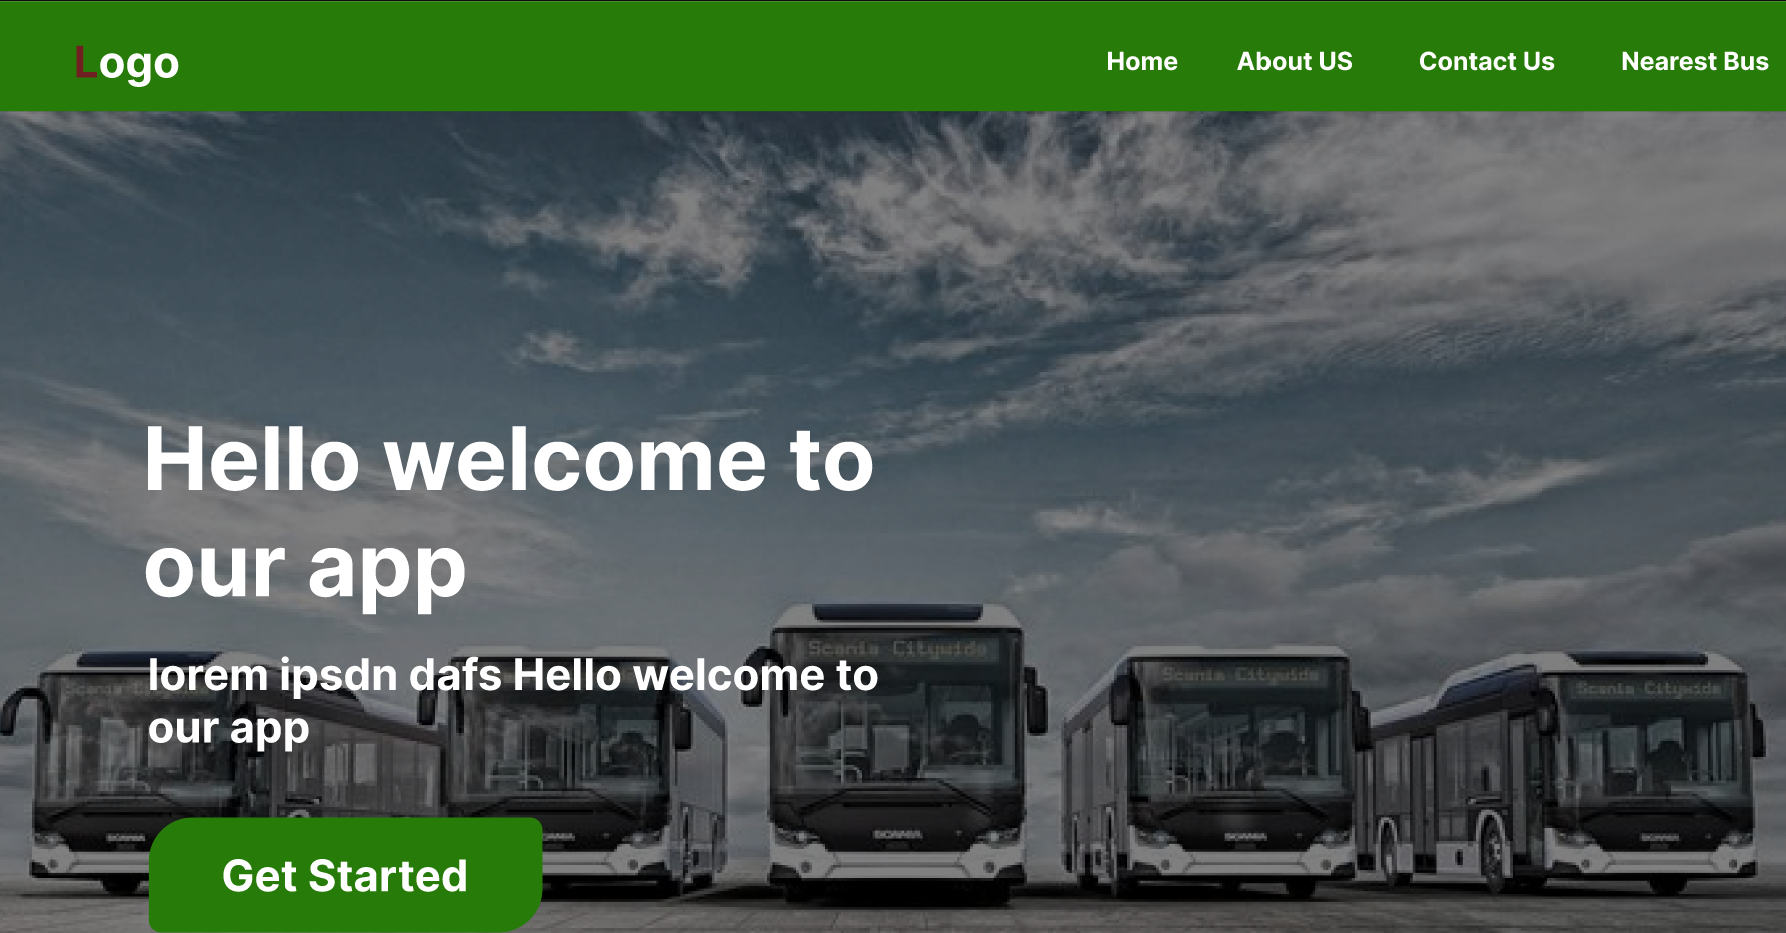 Logo
Home About US Contact Us Nearest Bus
Hello welcome to
our app
Scania Citywide
Scania Citywide
Scania Citywide
lorem ipsdn dafs Hello welcome to
our app
SCANIA
SCANIA
SCANIA
SCANIA
Get Started